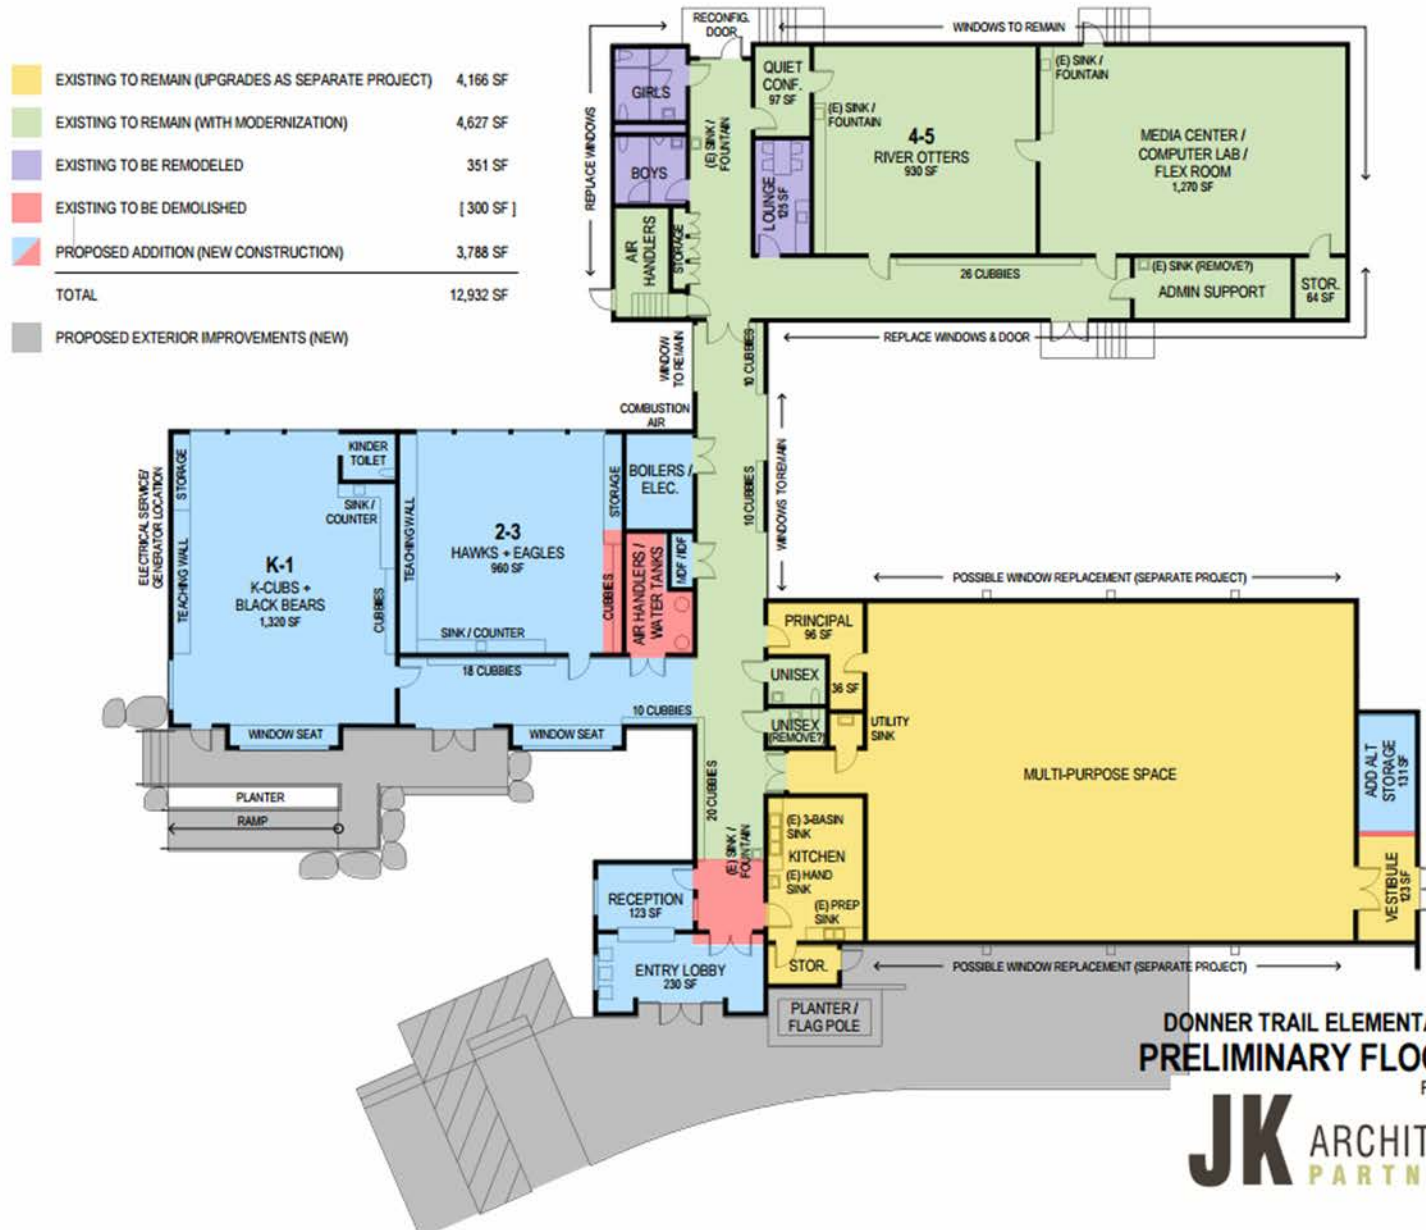 EXISTING TO REMAIN (UPGRADES AS SEPARATE PROJECT) 4,166 SF
EXISTING TO REMAIN (WITH MODERNIZATION) 4,627 SF
EXISTING TO BE REMODELED 351 SF
EXISTING TO BE DEMOLISHED [ 300 SF ]
PROPOSED ADDITION (NEW CONSTRUCTION) 3,788 SF
TOTAL 12,932 SF
PROPOSED EXTERIOR IMPROVEMENTS (NEW)
RECONFIG.
DOOR
WINDOWS TO REMAIN
REPLACE WINDOWS
GIRLS
BOYS
(E) SINK /
FOUNTAIN
QUIET
CONF.
97 SF
LOUNGE
125 SF
(E) SINK /
FOUNTAIN
4-5
RIVER OTTERS
930 SF
(E) SINK /
FOUNTAIN
MEDIA CENTER /
COMPUTER LAB /
FLEX ROOM
1,270 SF
AIR
HANDLERS
STORAGE
26 CUBBIES
(E) SINK (REMOVE?)
ADMIN SUPPORT
STOR.
64 SF
WINDOW
TO REMAIN
10 CUBBIES
REPLACE WINDOWS & DOOR
COMBUSTION
AIR
ELECTRICAL SERVICE/
GENERATOR LOCATION
STORAGE
TEACHING WALL
KINDER
TOILET
SINK /
COUNTER
K-1
K-CUBS +
BLACK BEARS
1,320 SF
CUBBIES
TEACHING WALL
2-3
HAWKS + EAGLES
960 SF
STORAGE
CUBBIES
SINK / COUNTER
BOILERS /
ELEC.
AIR HANDLERS /
WATER TANKS
MDF / IDF
10 CUBBIES
WINDOWS TO REMAIN
18 CUBBIES
10 CUBBIES
WINDOW SEAT
WINDOW SEAT
PLANTER
RAMP
POSSIBLE WINDOW REPLACEMENT (SEPARATE PROJECT)
PRINCIPAL
96 SF
UNISEX
36 SF
UNISEX
(REMOVE?)
UTILITY
SINK
MULTI-PURPOSE SPACE
ADD ALT
STORAGE
131 SF
VESTIBULE
123 SF
20 CUBBIES
(E) SINK /
FOUNTAIN
(E) 3-BASIN
SINK
KITCHEN
(E) HAND
SINK
(E) PREP
SINK
RECEPTION
123 SF
ENTRY LOBBY
230 SF
STOR.
POSSIBLE WINDOW REPLACEMENT (SEPARATE PROJECT)
PLANTER /
FLAG POLE
DONNER TRAIL ELEMENTA
PRELIMINARY FLOO
JK ARCHIT
PARTN